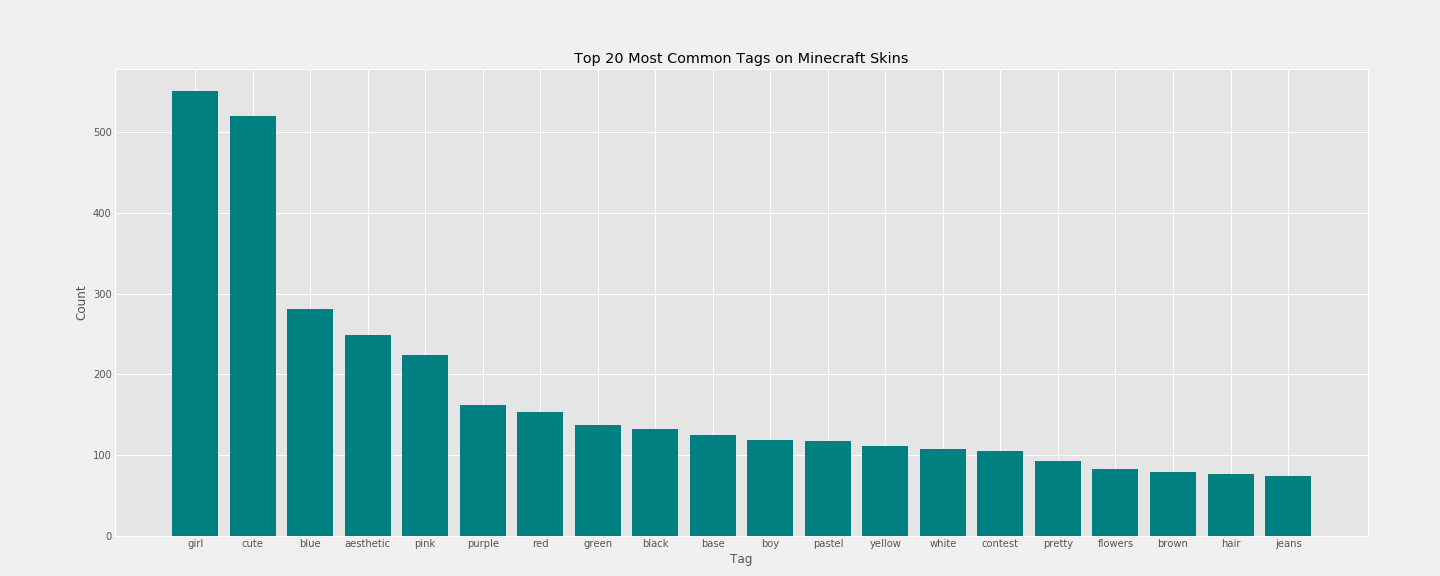 Top 20 Most Common Tags on Minecraft Skins
500
400
300
200
100
0
Count
girl cute blue aesthetic pink purple red green black base boy pastel yellow white contest pretty flowers brown hair jeans
Tag